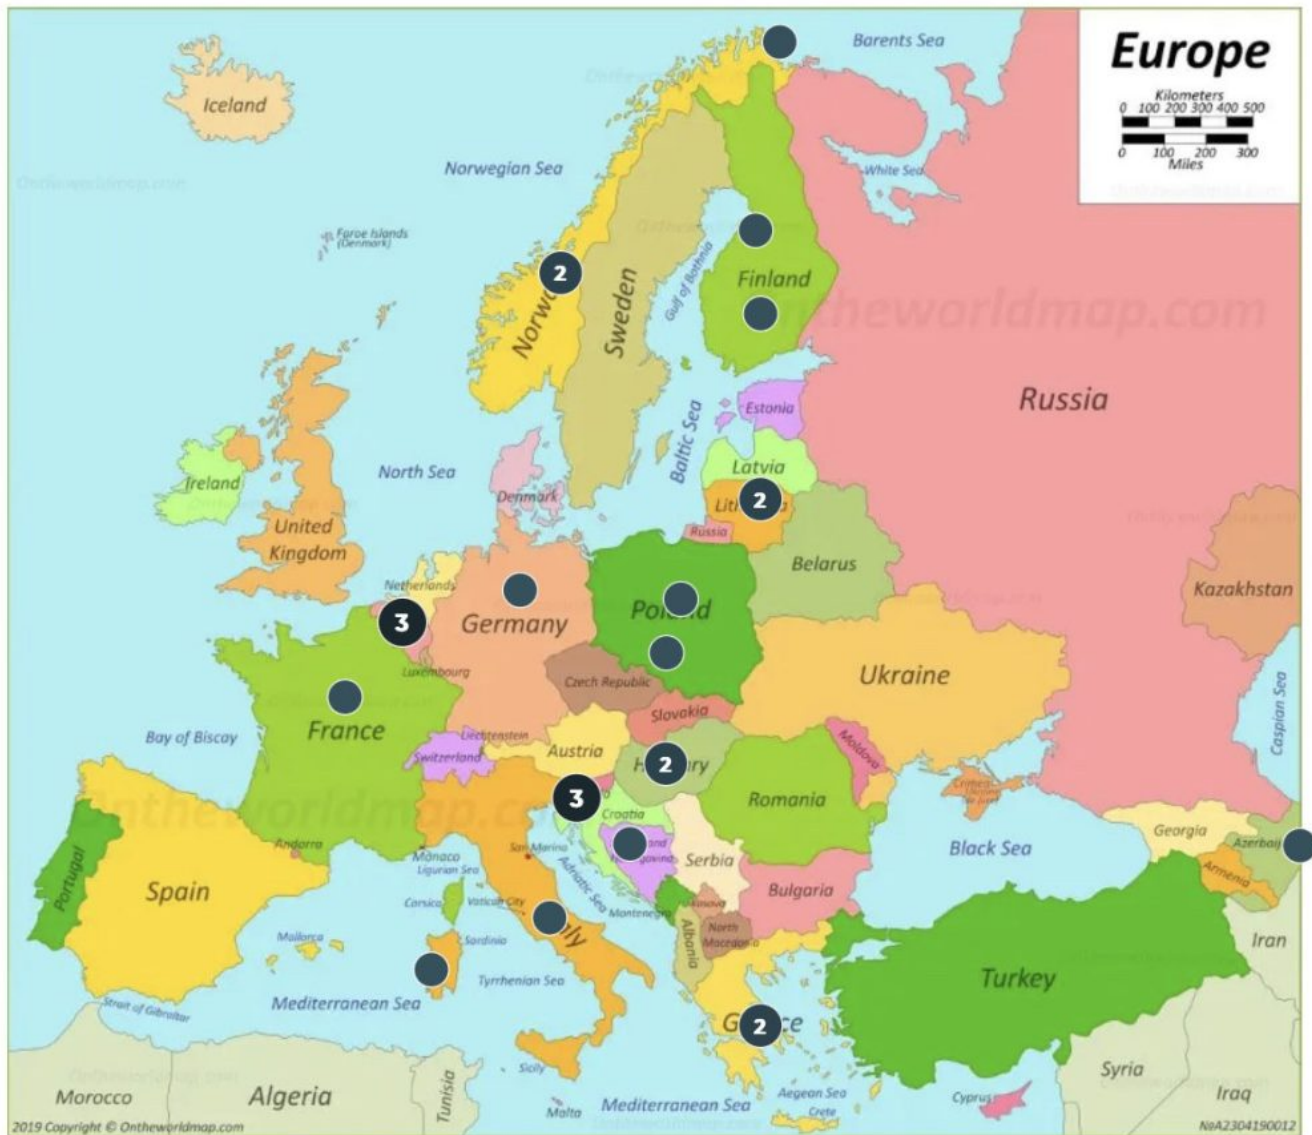 Europe
Kilometers
0 100 200 300 400 500
0 100 200 300
Miles
Barents Sea
Iceland
Norwegian Sea
White Sea
Ontheworldmap.com
Faroe Islands
(Denmark)
2
Gulf of Bothnia
Finland
Sweden
Ontheworldmap.com
Russia
Estonia
Baltic Sea
North Sea
Latvia
Ireland
Denmark
2
United
Kingdom
Russia
Belarus
Netherlands
Kazakhstan
3
Germany
Luxembourg
Czech Republic
Ukraine
Slovakia
France
Bay of Biscay
Liechtenstein
Switzerland
Austria
2
Moldova
Caspian Sea
Crimea
3
Croatia
Romania
Georgia
Ontheworldmap.com
Andorra
Monaco
Ligurian Sea
San Marino
Adriatic Sea
Serbia
Black Sea
Armenia
Portugal
Spain
Corsica
Vatican City
Montenegro
Bulgaria
Mallorca
Sardinia
Albania
North
Macedonia
Iran
Tyrrhenian Sea
Turkey
Strait of Gibraltar
Mediterranean Sea
2
Sicily
Syria
Morocco
Algeria
Tunisia
Malta
Mediterranean Sea
Aegean Sea
Crete
Cyprus
Iraq
2019 Copyright © Ontheworldmap.com
№A2304190012